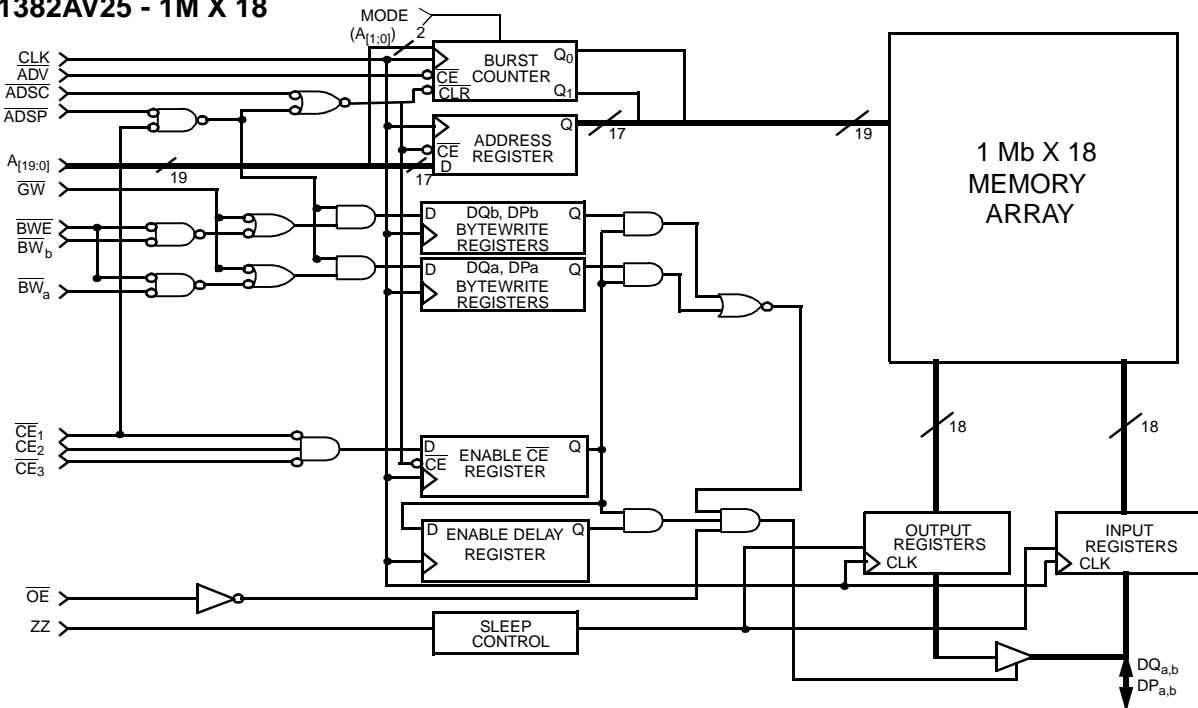 1382AV25 - 1M X 18
MODE
(A[1;0]) 2
CLK
ADV
ADSC
ADSP
A[19:0]
GW
BWE
BWb
BWa
CE1
CE2
CE3
OE
ZZ
19
17
BURST
COUNTER
CE
CLR
Q0
Q1
ADDRESS
REGISTER
CE
D
Q
17
19
1 Mb X 18
MEMORY
ARRAY
D DQb, DPb Q
BYTEWRITE
REGISTERS
D DQa, DPa Q
BYTEWRITE
REGISTERS
D ENABLE CE Q
CE REGISTER
D ENABLE DELAY Q
REGISTER
18
18
OUTPUT
REGISTERS
CLK
INPUT
REGISTERS
CLK
SLEEP
CONTROL
DQa,b
DPa,b